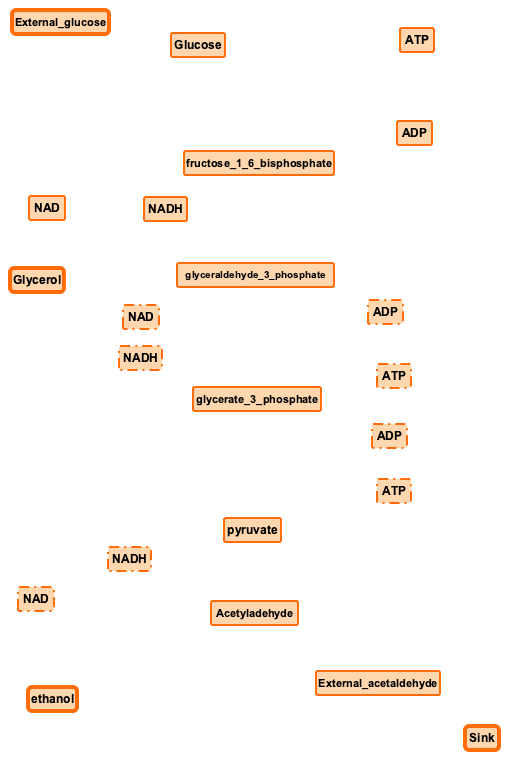 External_glucose
Glucose
ATP
ADP
fructose_1_6_bisphosphate
NAD
NADH
Glycerol
glyceraldehyde_3_phosphate
NAD
ADP
NADH
ATP
glycerate_3_phosphate
ADP
ATP
pyruvate
NADH
NAD
Acetyladehyde
External_acetaldehyde
ethanol
Sink